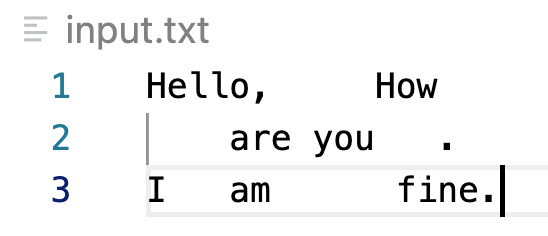 input.txt
1 Hello,     How
2     are you   .
3 I   am      fine.